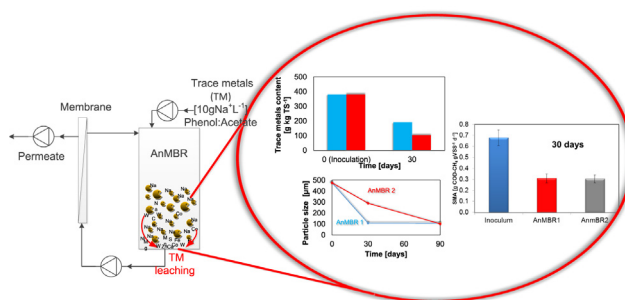 Trace metals
(TM)
[10gNa⁺L⁻¹]
Phenol:Acetate
Membrane
AnMBR
Permeate
TM
leaching
Trace metals content
[g kg TS⁻¹]
500
400
300
200
100
0 (Inoculation)
30
Time [days]
Particle size [µm]
500
400
300
200
100
0
AnMBR 2
AnMBR 1
0
30
60
90
Time [days]
30 days
SMA [g COD-CH₄ gVSS⁻¹ d⁻¹]
0.8
0.7
0.6
0.5
0.4
0.3
0.2
0.1
0.0
Inoculum
AnMBR1
AnmBR2